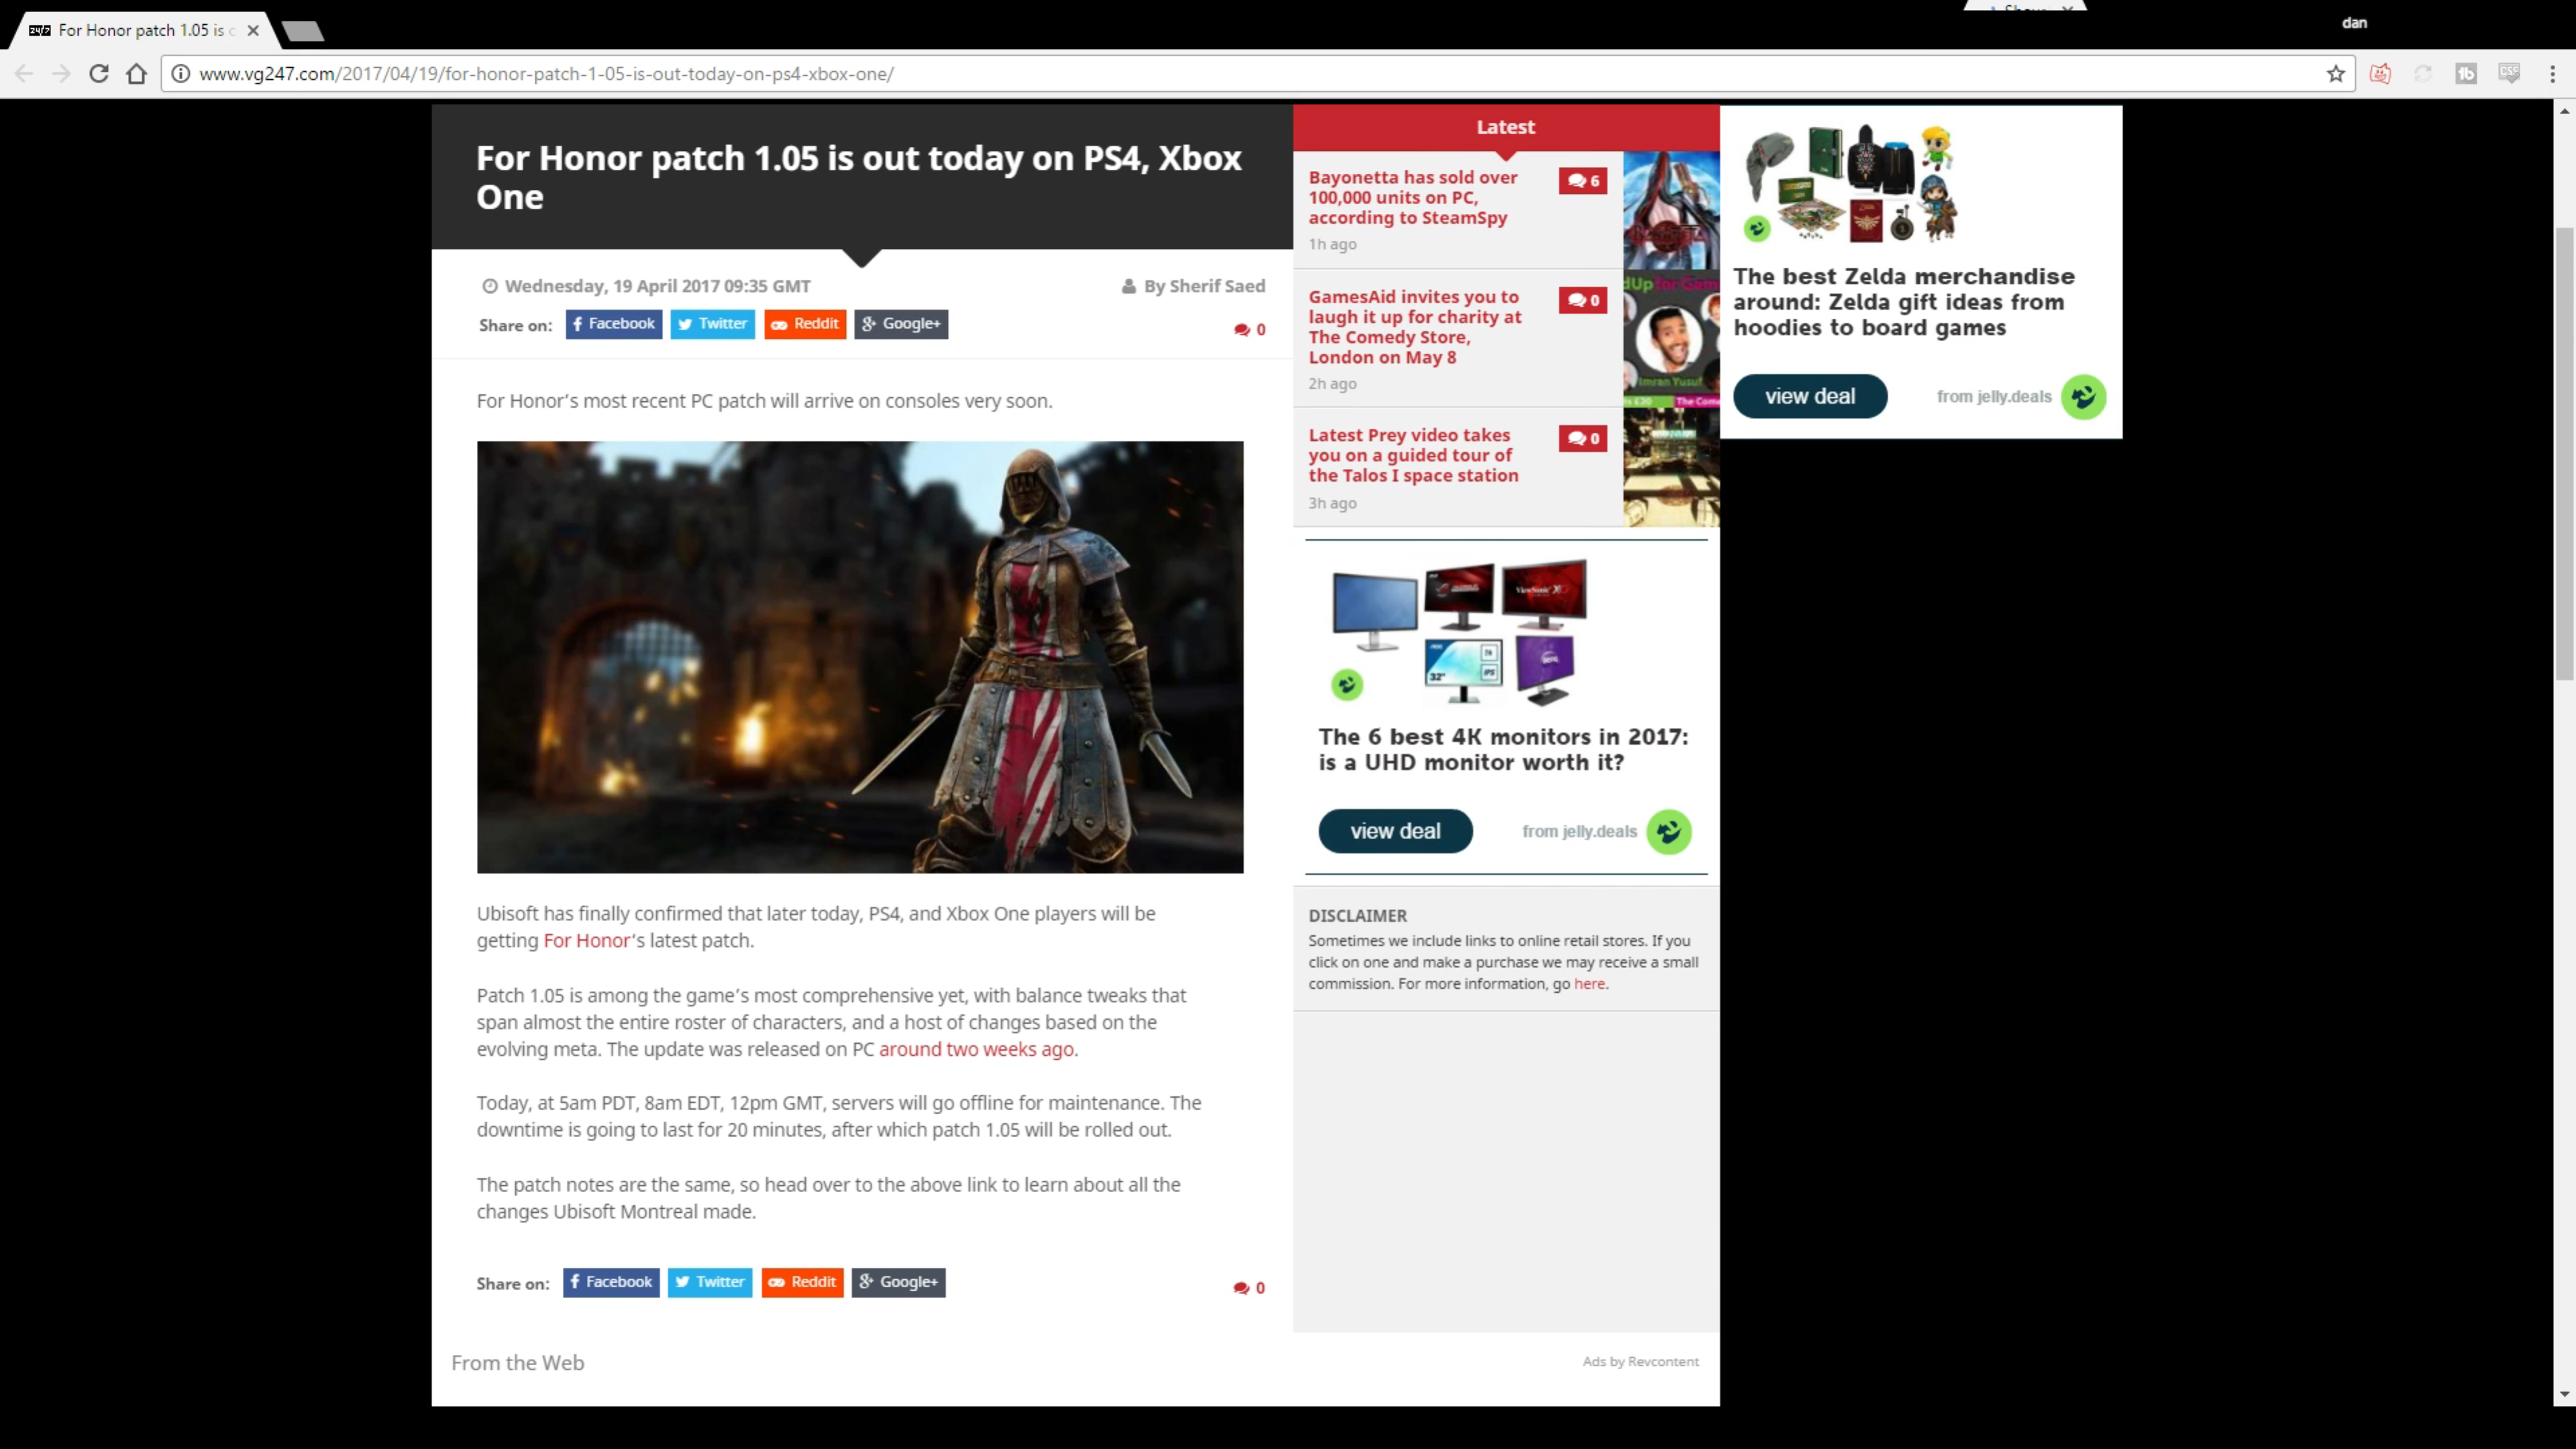 For Honor patch 1.05 is
dan
www.vg247.com/2017/04/19/for-honor-patch-1-05-is-out-today-on-ps4-xbox-one/
For Honor patch 1.05 is out today on PS4, Xbox
One
Wednesday, 19 April 2017 09:35 GMT
By Sherif Saed
Share on:
Facebook
Twitter
Reddit
Google+
0
For Honor's most recent PC patch will arrive on consoles very soon.
Ubisoft has finally confirmed that later today, PS4, and Xbox One players will be
getting For Honor's latest patch.
Patch 1.05 is among the game's most comprehensive yet, with balance tweaks that
span almost the entire roster of characters, and a host of changes based on the
evolving meta. The update was released on PC around two weeks ago.
Today, at 5am PDT, 8am EDT, 12pm GMT, servers will go offline for maintenance. The
downtime is going to last for 20 minutes, after which patch 1.05 will be rolled out.
The patch notes are the same, so head over to the above link to learn about all the
changes Ubisoft Montreal made.
Share on:
Facebook
Twitter
Reddit
Google+
0
From the Web
Ads by Revcontent
Latest
Bayonetta has sold over
100,000 units on PC,
according to SteamSpy
6
1h ago
GamesAid invites you to
laugh it up for charity at
The Comedy Store,
London on May 8
0
2h ago
Latest Prey video takes
you on a guided tour of
the Talos I space station
0
3h ago
The 6 best 4K monitors in 2017:
is a UHD monitor worth it?
view deal
from jelly.deals
DISCLAIMER
Sometimes we include links to online retail stores. If you
click on one and make a purchase we may receive a small
commission. For more information, go here.
The best Zelda merchandise
around: Zelda gift ideas from
hoodies to board games
view deal
from jelly.deals